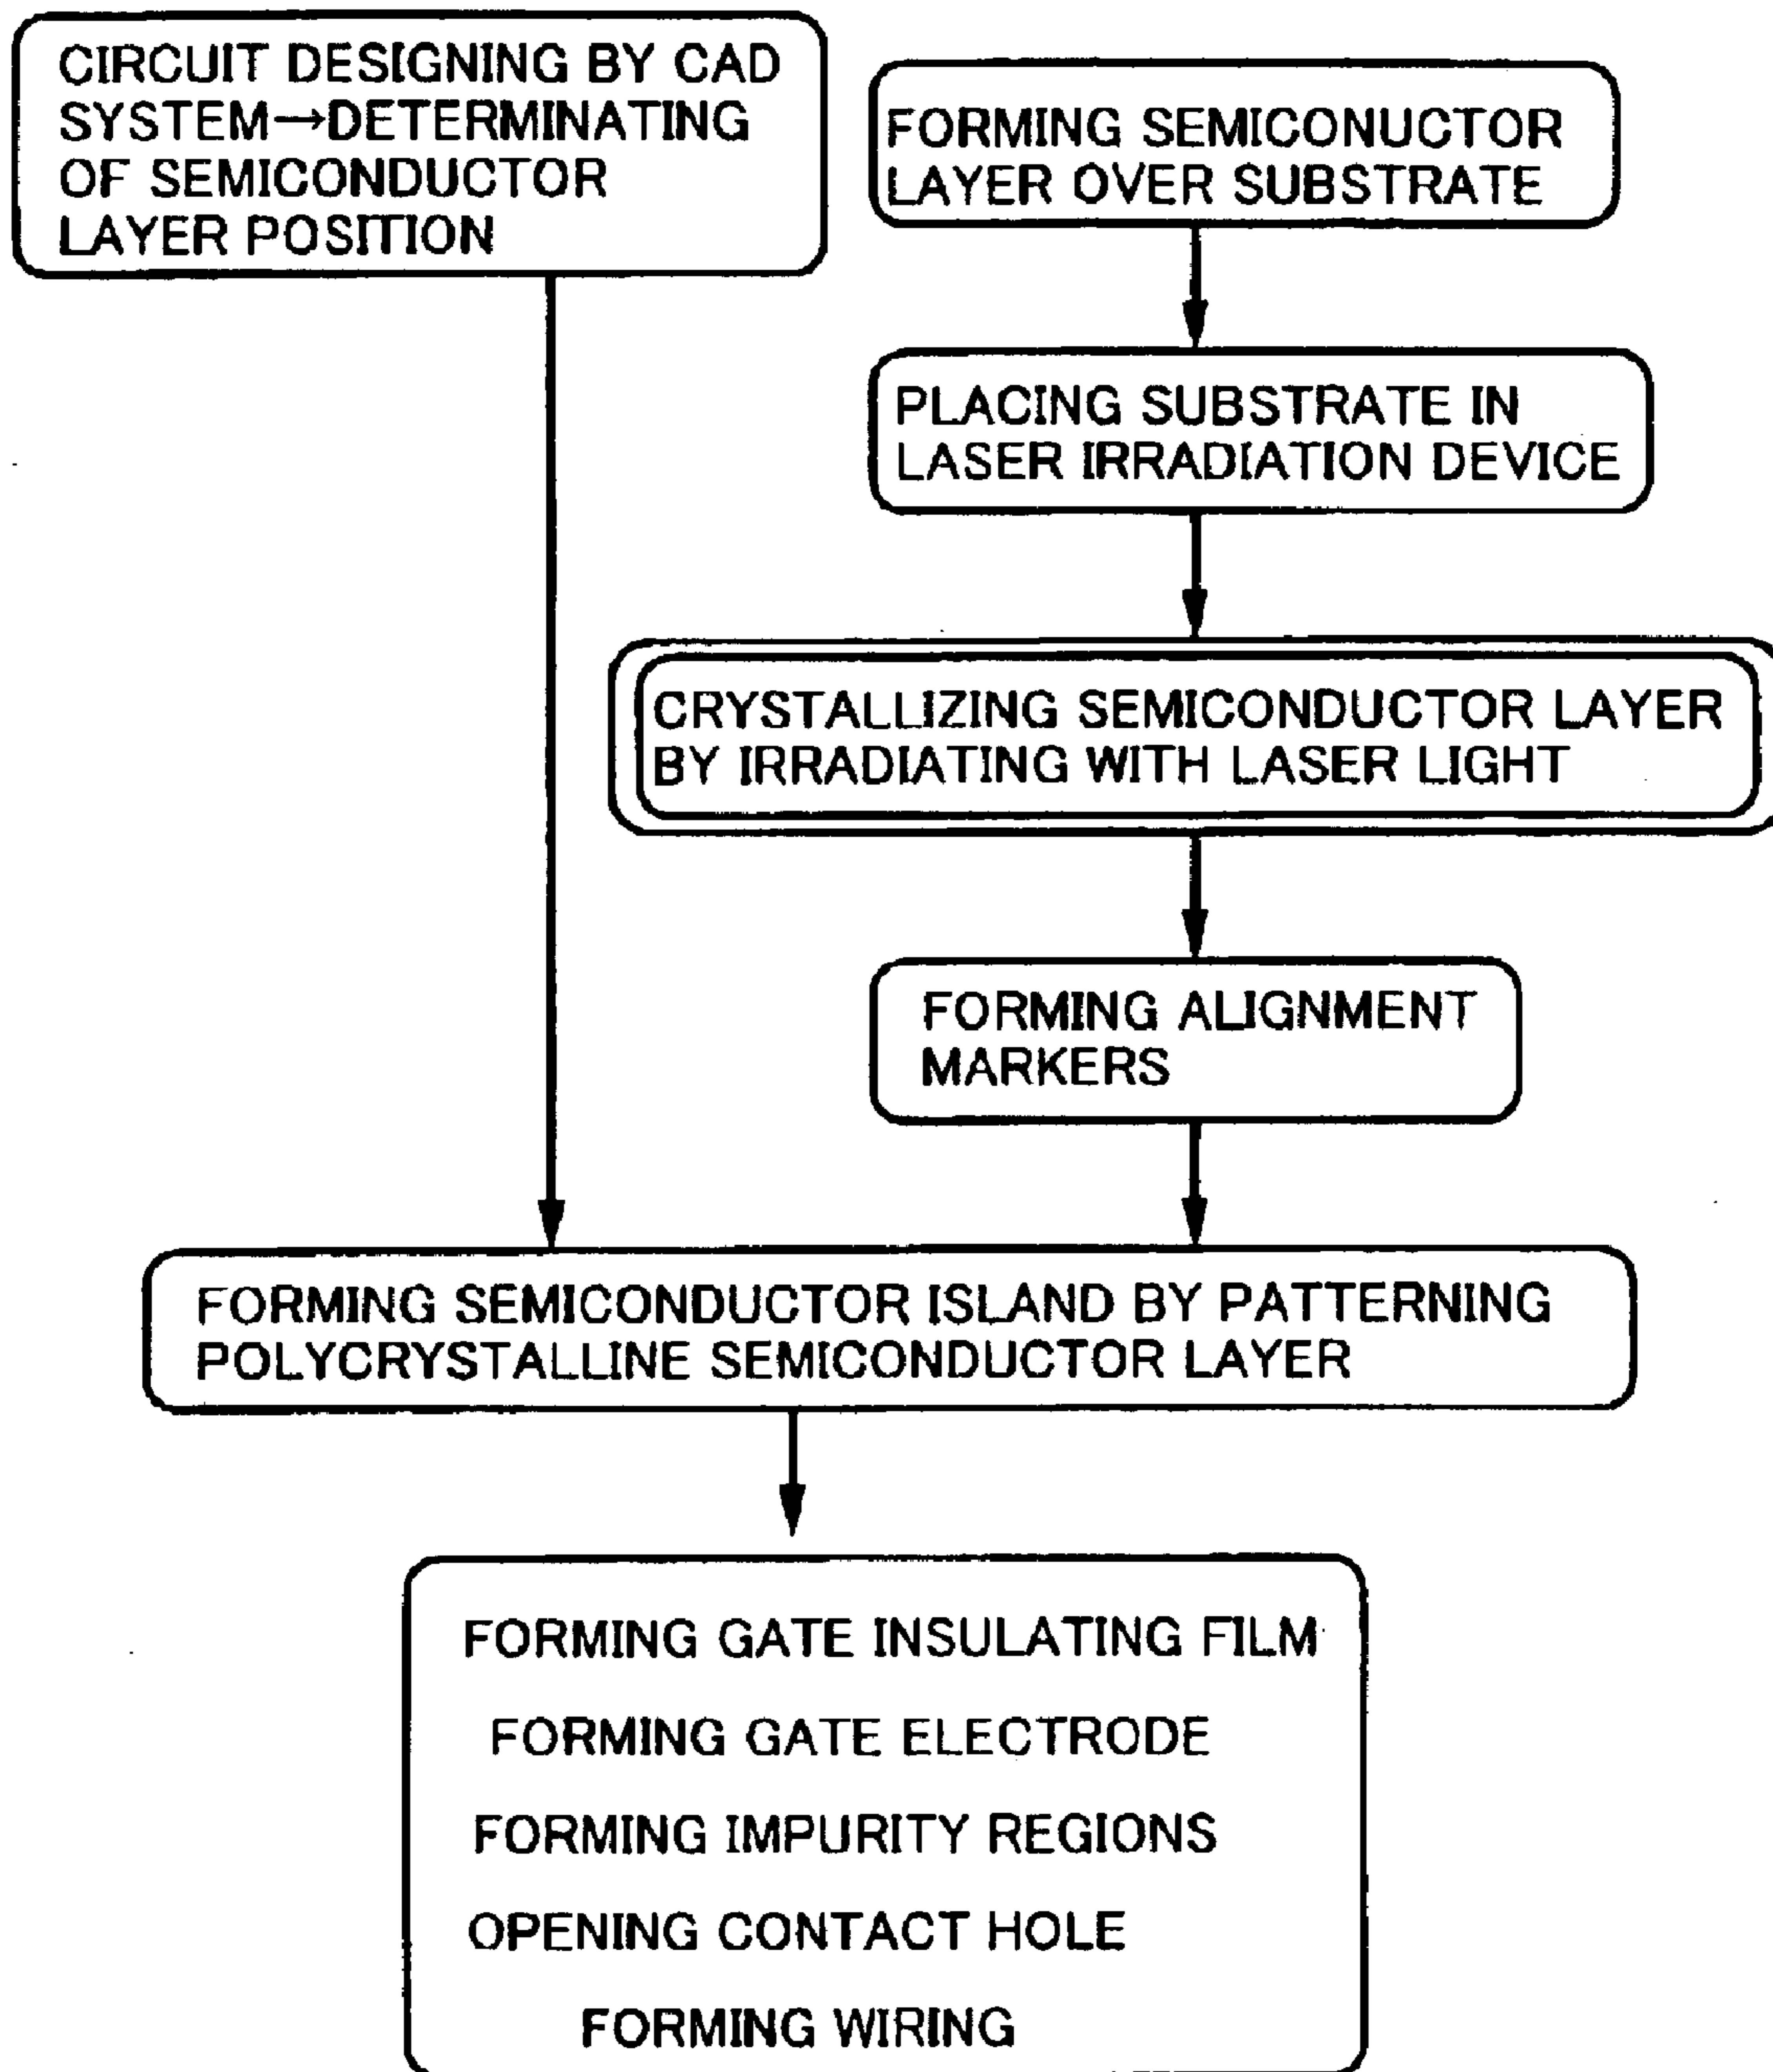 CIRCUIT DESIGNING BY CAD
SYSTEM→DETERMINATING
OF SEMICONDUCTOR
LAYER POSITION
FORMING SEMICONUCTOR
LAYER OVER SUBSTRATE
PLACING SUBSTRATE IN
LASER IRRADIATION DEVICE
CRYSTALLIZING SEMICONDUCTOR LAYER
BY IRRADIATING WITH LASER LIGHT
FORMING ALIGNMENT
MARKERS
FORMING SEMICONDUCTOR ISLAND BY PATTERNING
POLYCRYSTALLINE SEMICONDUCTOR LAYER
FORMING GATE INSULATING FILM
FORMING GATE ELECTRODE
FORMING IMPURITY REGIONS
OPENING CONTACT HOLE
FORMING WIRING